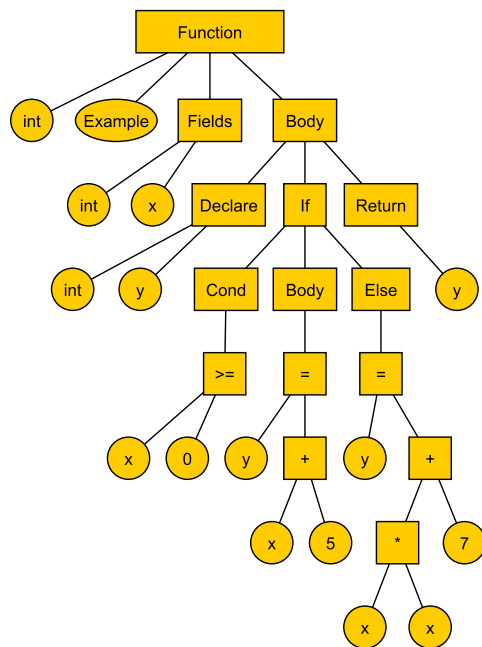 Function
int Example Fields Body
int x Declare If Return
int y Cond Body Else y
>= = =
x 0 y + y +
x 5 * 7
x x